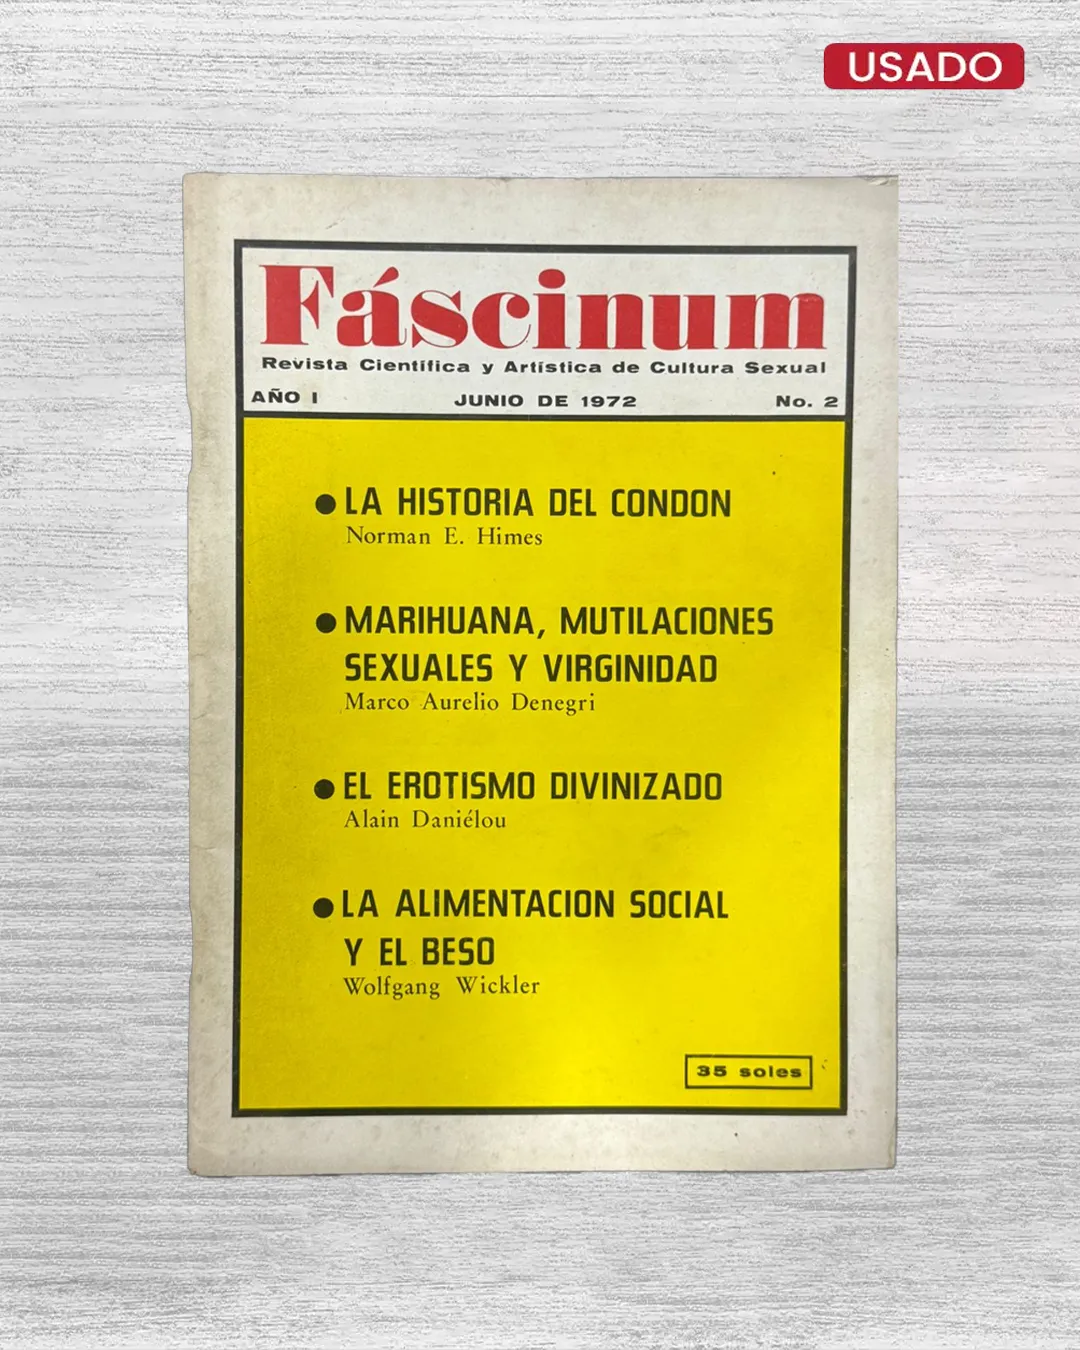 USADO
Fáscinum
Revista Científica y Artística de Cultura Sexual
AÑO I JUNIO DE 1972 No. 2
● LA HISTORIA DEL CONDON
Norman E. Himes
● MARIHUANA, MUTILACIONES
SEXUALES Y VIRGINIDAD
Marco Aurelio Denegri
● EL EROTISMO DIVINIZADO
Alain Daniélou
● LA ALIMENTACION SOCIAL
Y EL BESO
Wolfgang Wickler
35 soles